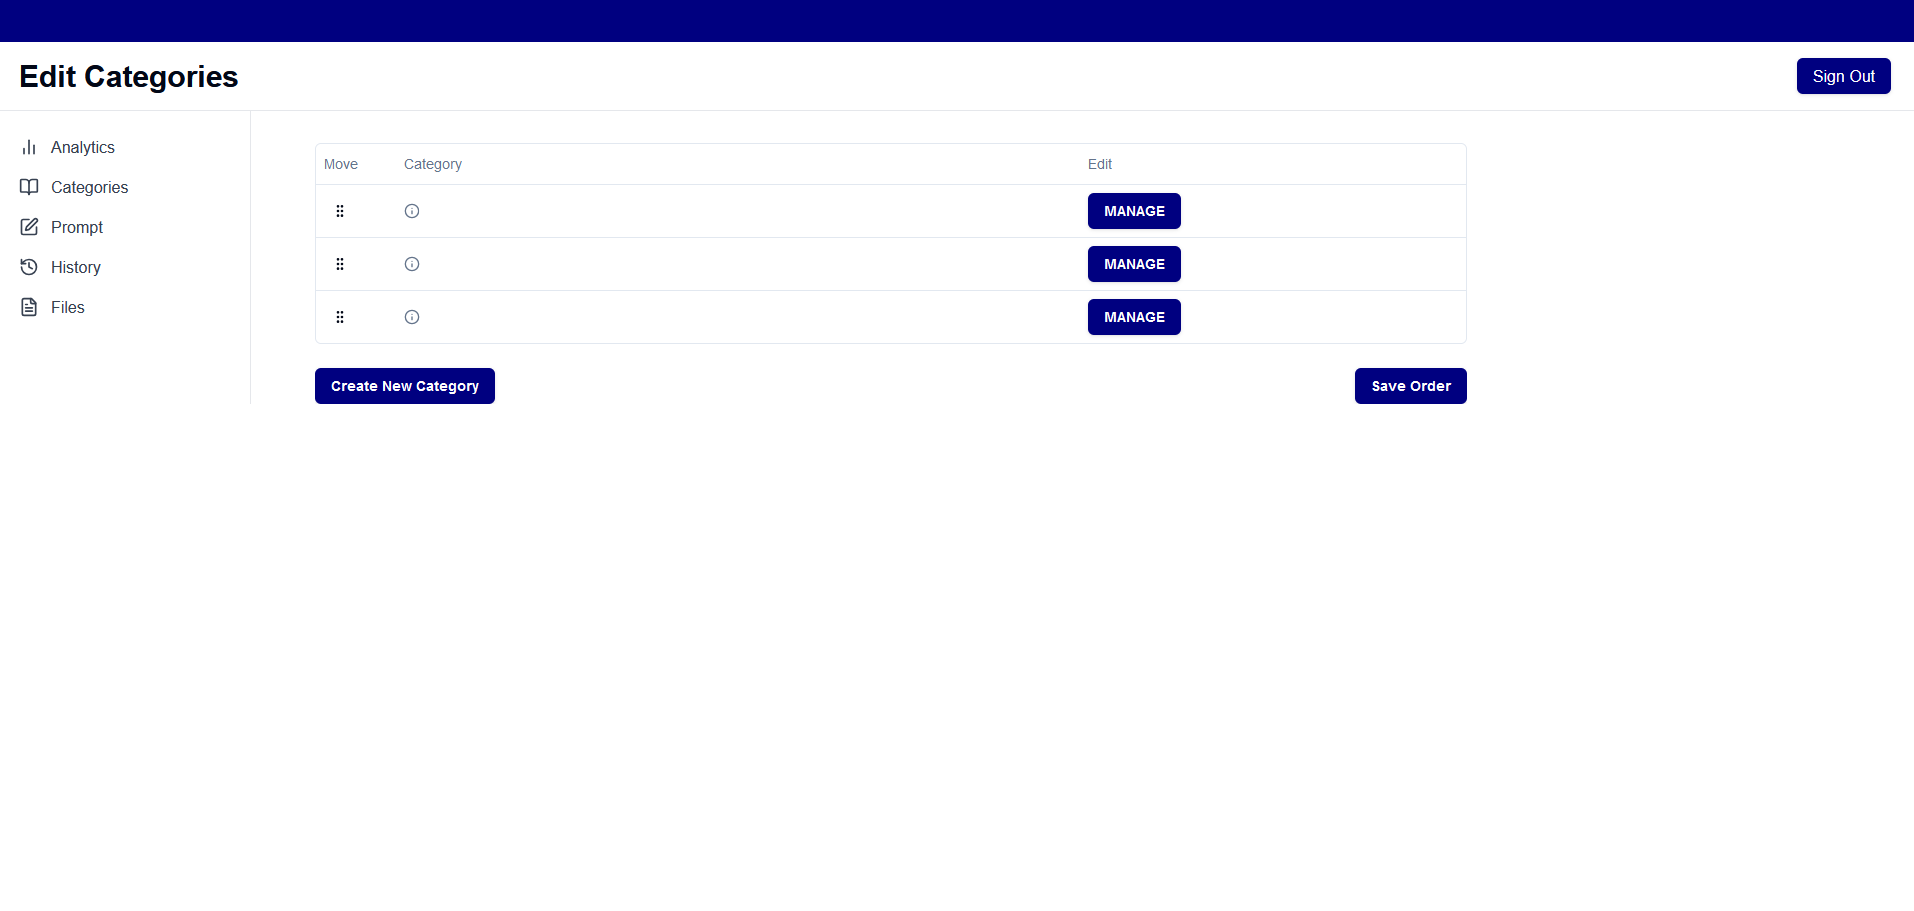 Edit Categories
Sign Out
Analytics
Categories
Prompt
History
Files
Move Category Edit
MANAGE
MANAGE
MANAGE
Create New Category
Save Order